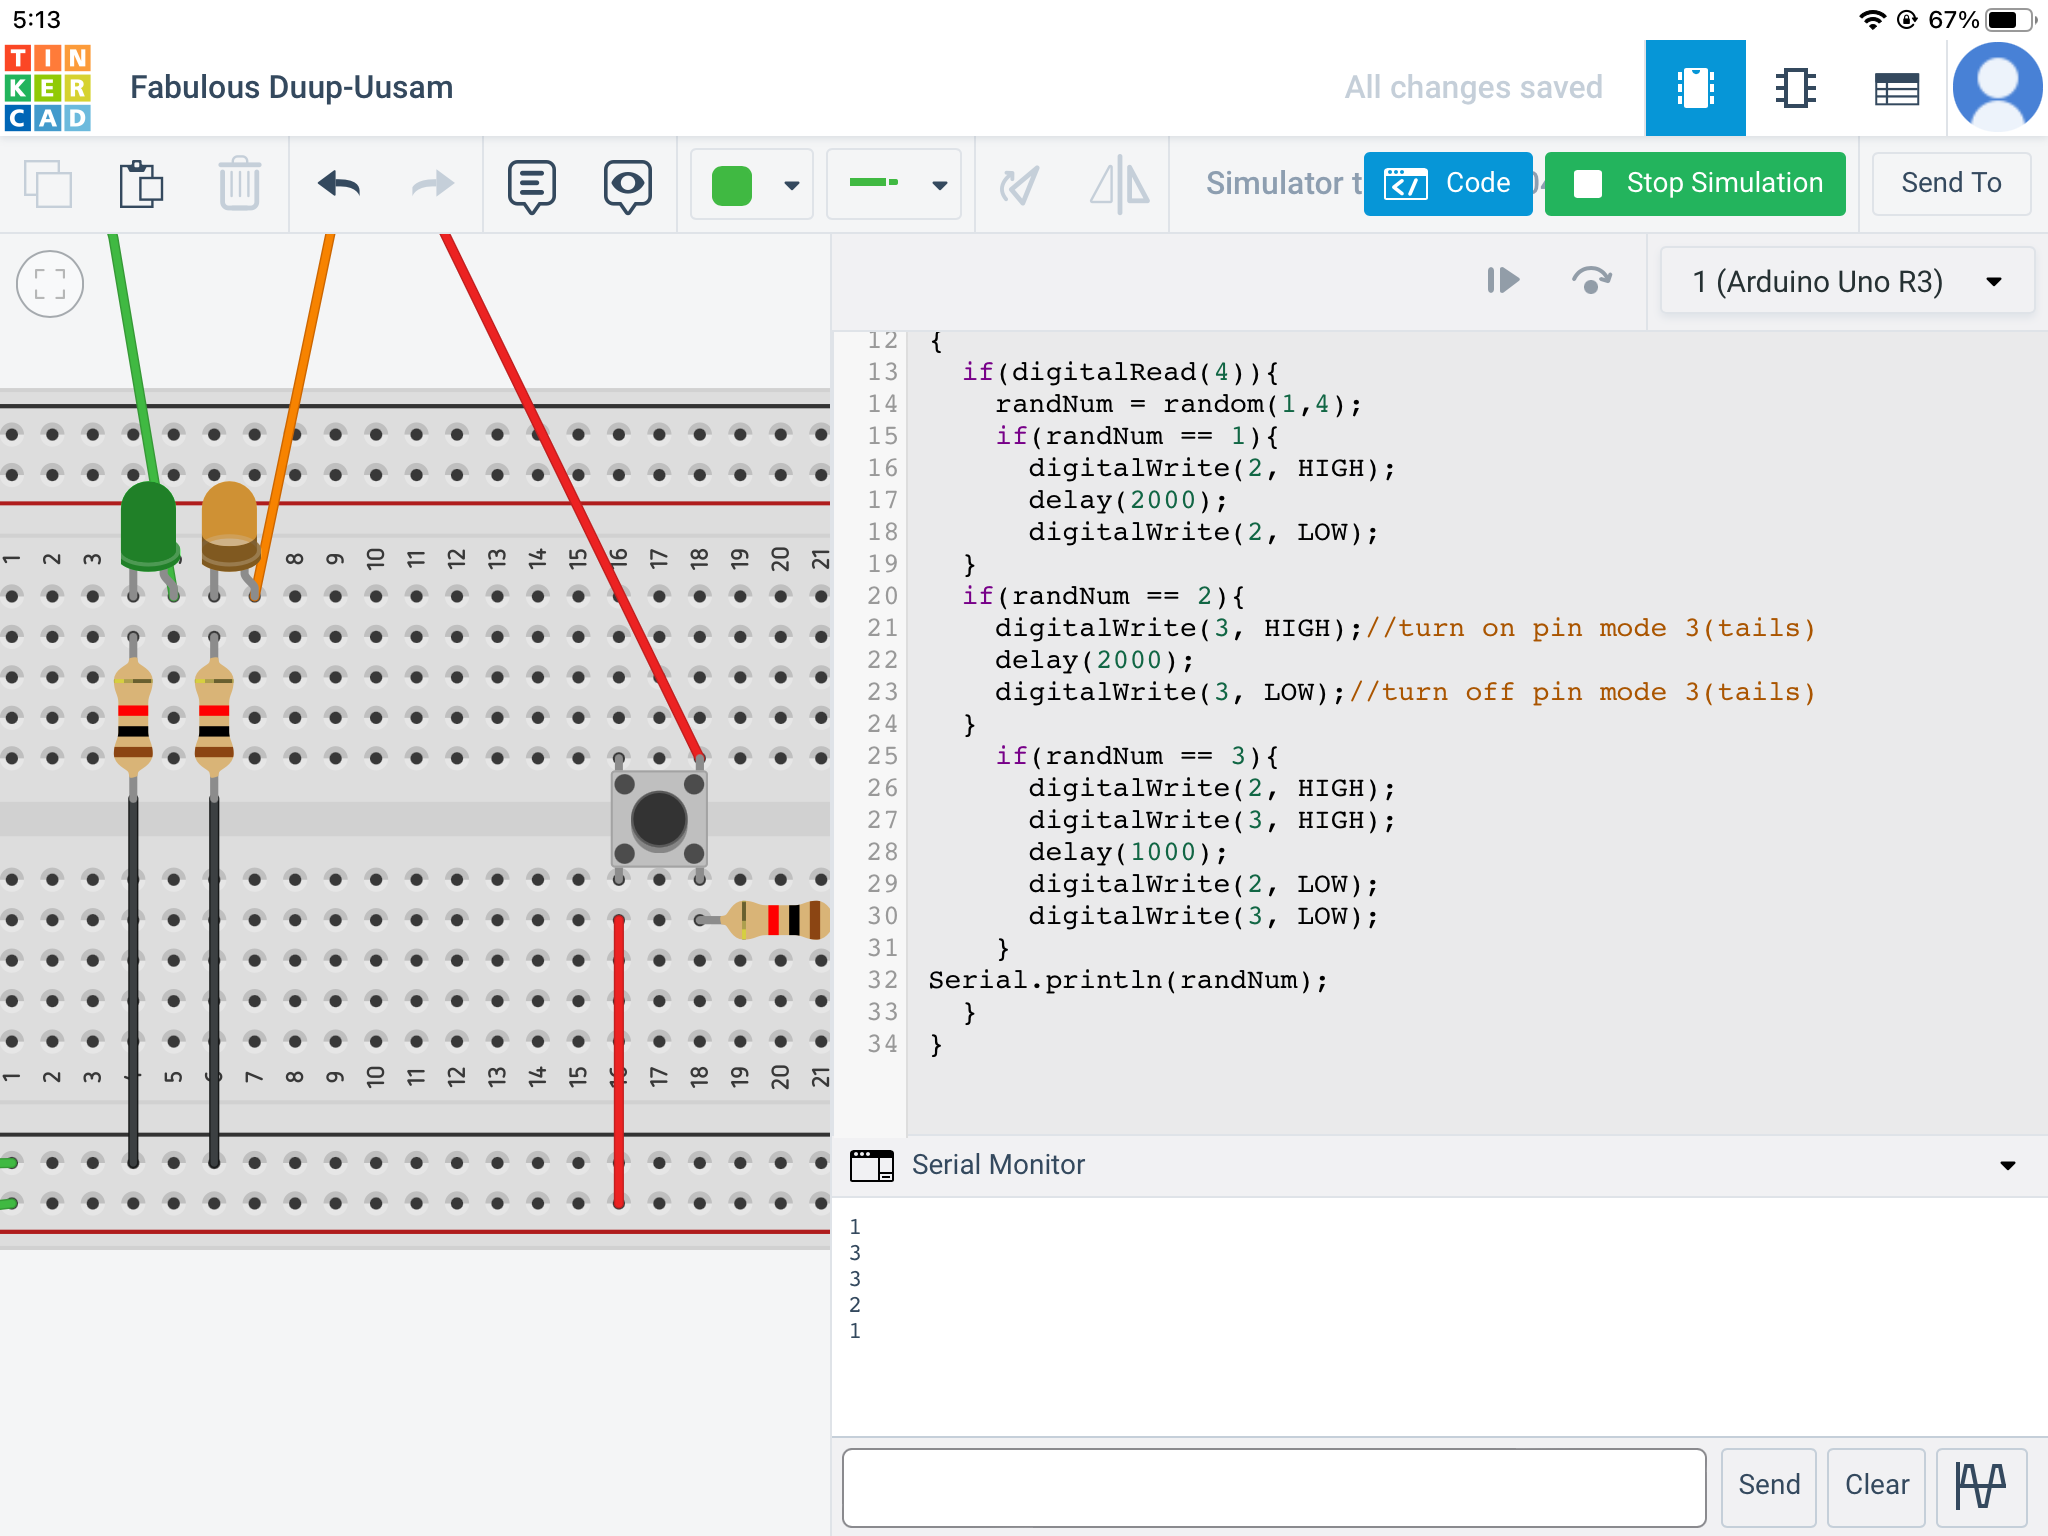 5:13
67%
TIN
KER
CAD
Fabulous Duup-Uusam
All changes saved
Simulator t
Code
Stop Simulation
Send To
1 (Arduino Uno R3)
12 {
13 if(digitalRead(4)){
14 randNum = random(1,4);
15 if(randNum == 1){
16 digitalWrite(2, HIGH);
17 delay(2000);
18 digitalWrite(2, LOW);
19 }
20 if(randNum == 2){
21 digitalWrite(3, HIGH);//turn on pin mode 3(tails)
22 delay(2000);
23 digitalWrite(3, LOW);//turn off pin mode 3(tails)
24 }
25 if(randNum == 3){
26 digitalWrite(2, HIGH);
27 digitalWrite(3, HIGH);
28 delay(1000);
29 digitalWrite(2, LOW);
30 digitalWrite(3, LOW);
31 }
32 Serial.println(randNum);
33 }
34 }
1 2 3 8 9 10 11 12 13 14 15 16 17 18 19 20 21
1 2 3 4 5 6 7 8 9 10 11 12 13 14 15 16 17 18 19 20 21
Serial Monitor
1
3
3
2
1
Send
Clear